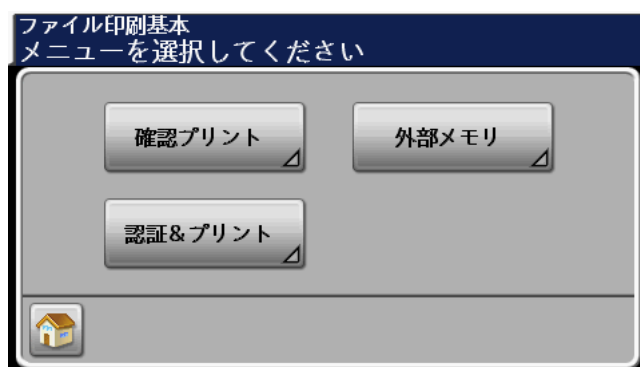 ファイル印刷基本
メニューを選択してください
確認プリント
外部メモリ
認証&プリント